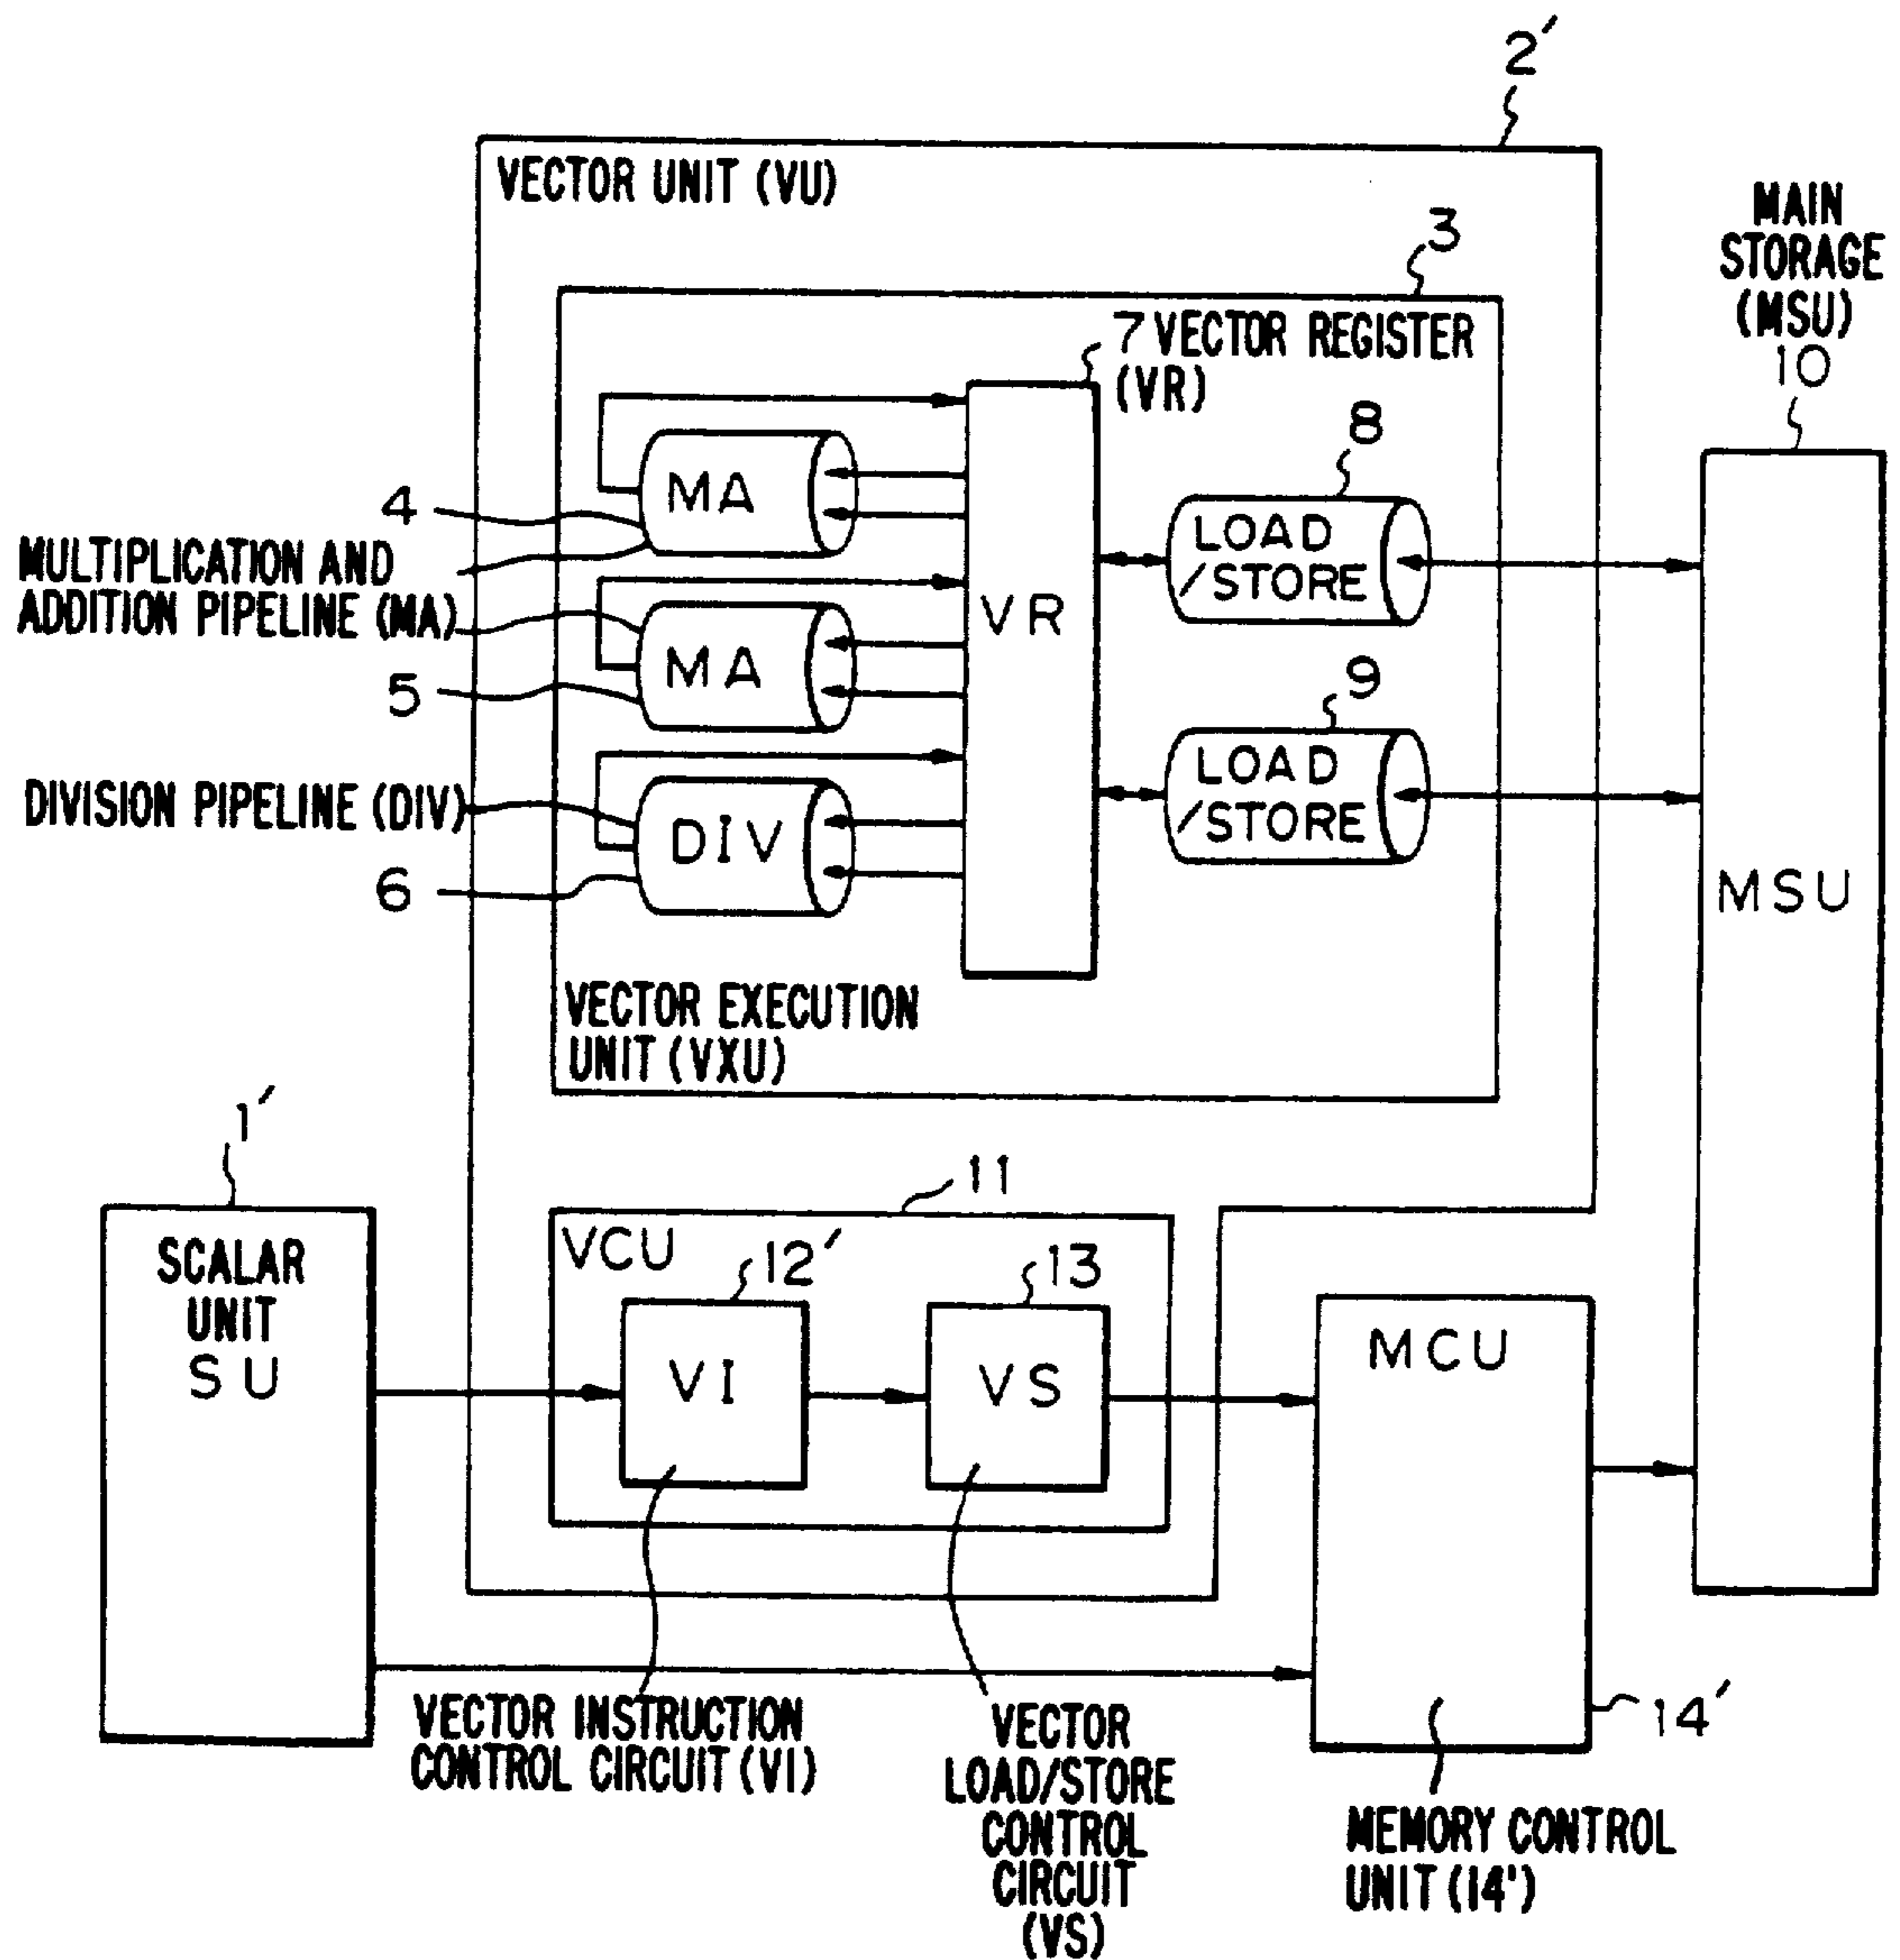 2'
VECTOR UNIT (VU)
3
MAIN
STORAGE
(MSU)
10
7 VECTOR REGISTER
(VR)
8
MA
4
LOAD
/STORE
MULTIPLICATION AND
ADDITION PIPELINE (MA)
VR
MA
5
9
LOAD
/STORE
DIVISION PIPELINE (DIV)
DIV
6
MSU
VECTOR EXECUTION
UNIT (VXU)
1'
11
SCALAR
UNIT
SU
VCU
12'
13
VI
VS
MCU
14'
VECTOR INSTRUCTION
CONTROL CIRCUIT (VI)
VECTOR
LOAD/STORE
CONTROL
CIRCUIT
(VS)
MEMORY CONTROL
UNIT (14')